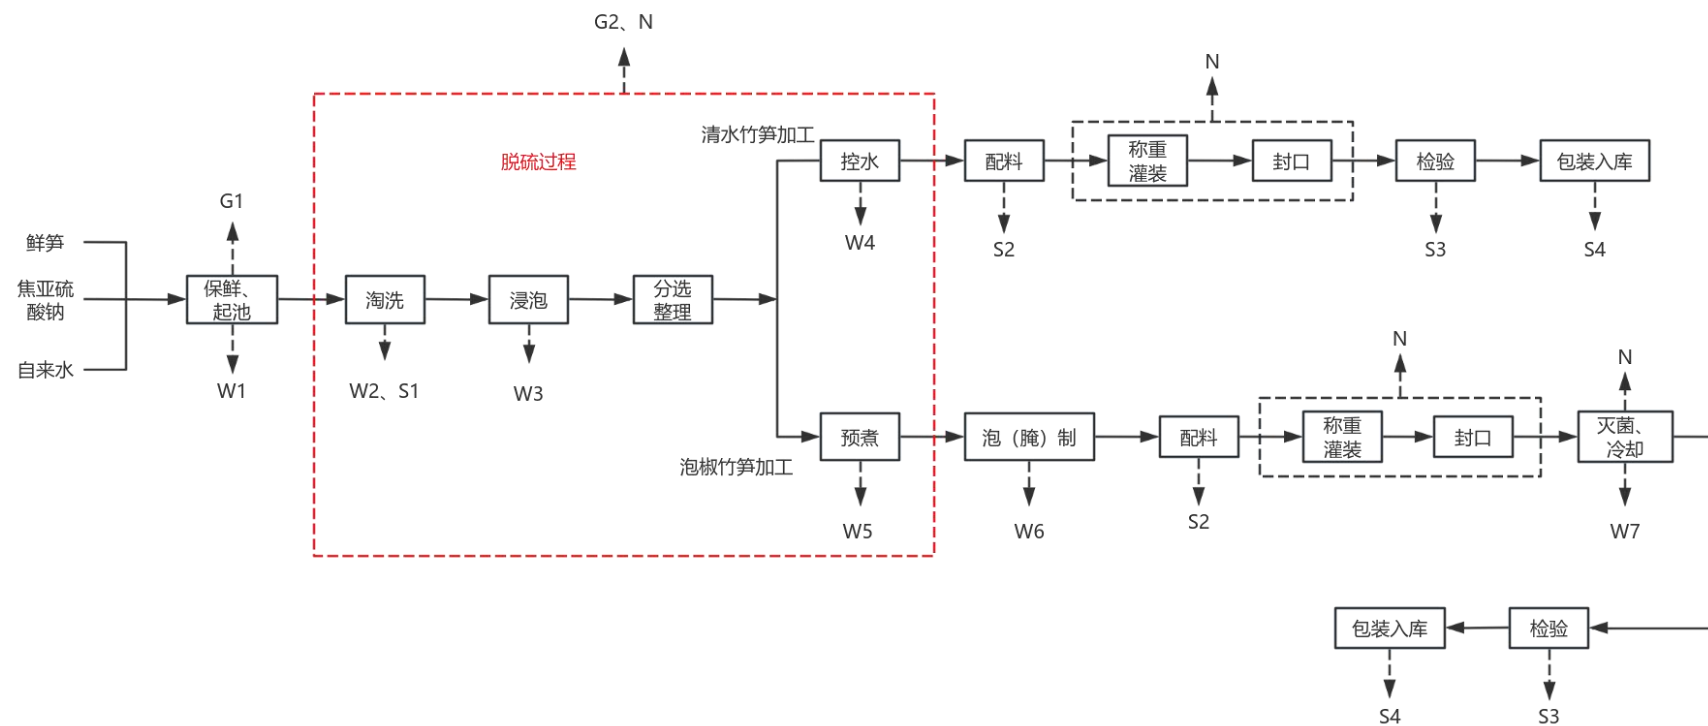 G2、N
N
清水竹笋加工
控水
配料
称重
灌装
封口
检验
包装入库
脱硫过程
G1
W4
S2
S3
S4
鲜笋
焦亚硫
酸钠
自来水
保鲜、
起池
淘洗
浸泡
分选
整理
W1
W2、S1
W3
N
N
预煮
泡（腌）制
配料
称重
灌装
封口
灭菌、
冷却
泡椒竹笋加工
W5
W6
S2
W7
包装入库
检验
S4
S3